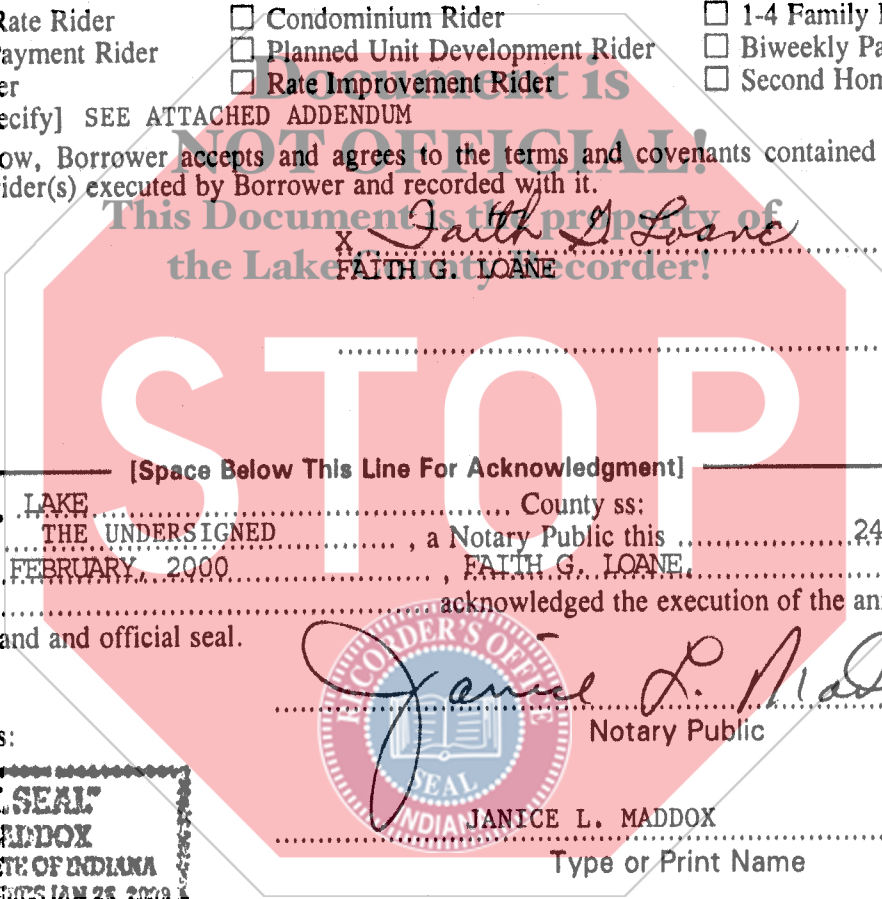 Rate Rider ☐ Condominium Rider ☐ 1-4 Family
ayment Rider ☐ Planned Unit Development Rider ☐ Biweekly Pa
er ☐ Rate Improvement Rider ☐ Second Hom
ecify] SEE ATTACHED ADDENDUM
Document is
NOT OFFICIAL!
This Document is the property of
the Lake County Recorder!
ow, Borrower accepts and agrees to the terms and covenants contained
ider(s) executed by Borrower and recorded with it.
X Faith G. Loane
FAITH G. LOANE
STOP
[Space Below This Line For Acknowledgment]
LAKE County ss:
THE UNDERSIGNED , a Notary Public this 24
FEBRUARY, 2000 , FAITH G. LOANE,
acknowledged the execution of the an
and and official seal.
RECORDER'S OFFICE
SEAL
INDIANA
Janice L. Mad
Notary Public
s:
SEAL"
ADDOX
TE OF INDIANA
JANICE L. MADDOX
Type or Print Name